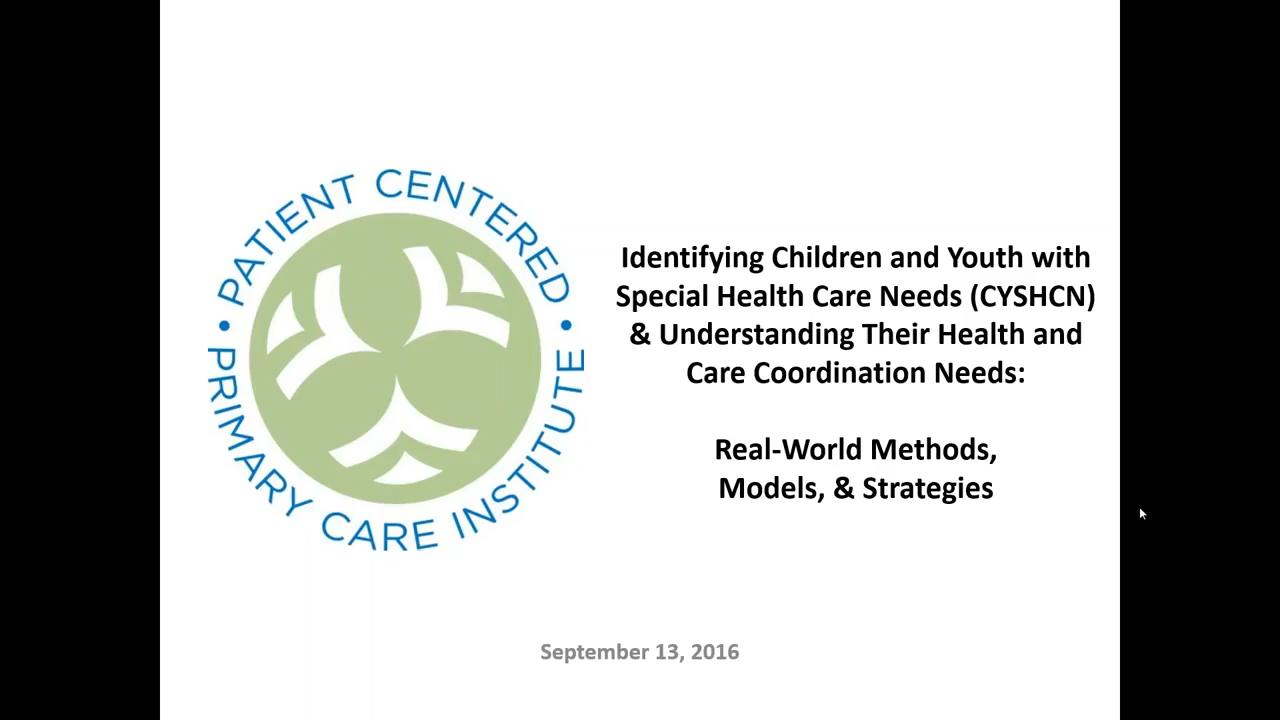 • PATIENT CENTERED •
PRIMARY CARE INSTITUTE
Identifying Children and Youth with
Special Health Care Needs (CYSHCN)
& Understanding Their Health and
Care Coordination Needs:
Real-World Methods,
Models, & Strategies
September 13, 2016